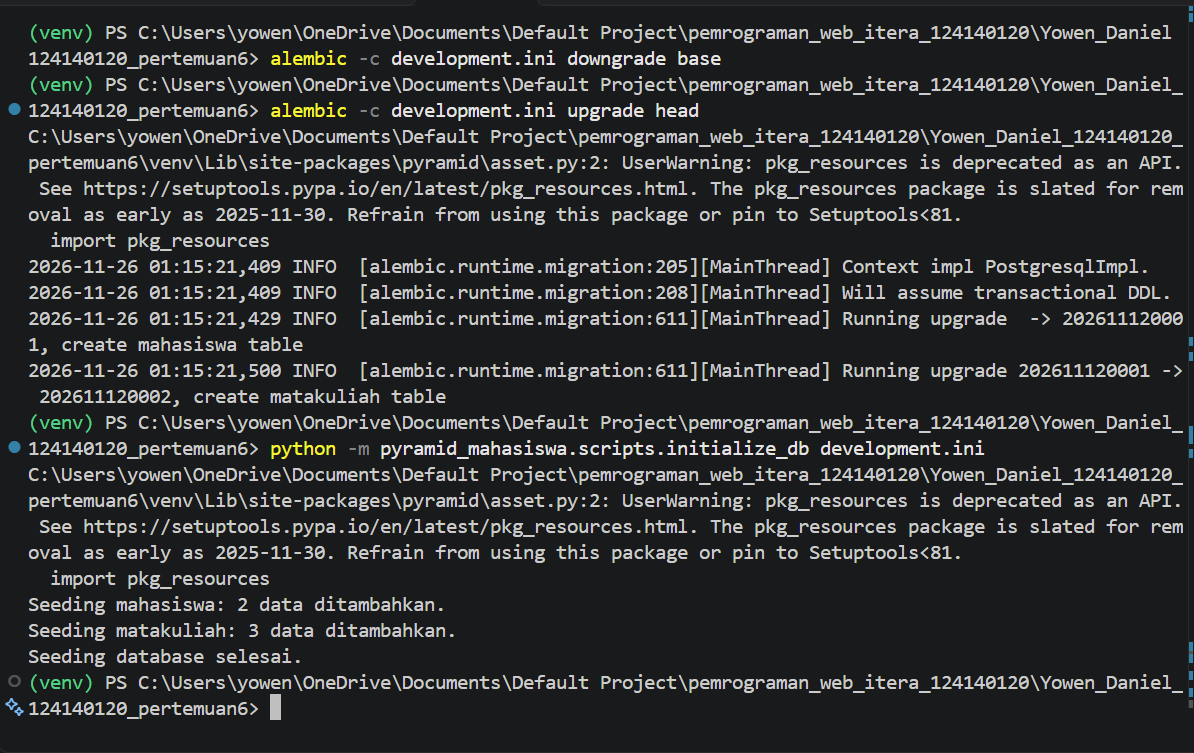 (venv) PS C:\Users\yowen\OneDrive\Documents\Default Project\pemrograman_web_itera_124140120\Yowen_Daniel
124140120_pertemuan6> alembic -c development.ini downgrade base
(venv) PS C:\Users\yowen\OneDrive\Documents\Default Project\pemrograman_web_itera_124140120\Yowen_Daniel_
124140120_pertemuan6> alembic -c development.ini upgrade head
C:\Users\yowen\OneDrive\Documents\Default Project\pemrograman_web_itera_124140120\Yowen_Daniel_124140120_
pertemuan6\venv\Lib\site-packages\pyramid\asset.py:2: UserWarning: pkg_resources is deprecated as an API.
 See https://setuptools.pypa.io/en/latest/pkg_resources.html. The pkg_resources package is slated for rem
oval as early as 2025-11-30. Refrain from using this package or pin to Setuptools<81.
  import pkg_resources
2026-11-26 01:15:21,409 INFO  [alembic.runtime.migration:205][MainThread] Context impl PostgresqlImpl.
2026-11-26 01:15:21,409 INFO  [alembic.runtime.migration:208][MainThread] Will assume transactional DDL.
2026-11-26 01:15:21,429 INFO  [alembic.runtime.migration:611][MainThread] Running upgrade  -> 20261112000
1, create mahasiswa table
2026-11-26 01:15:21,500 INFO  [alembic.runtime.migration:611][MainThread] Running upgrade 202611120001 ->
 202611120002, create matakuliah table
(venv) PS C:\Users\yowen\OneDrive\Documents\Default Project\pemrograman_web_itera_124140120\Yowen_Daniel_
124140120_pertemuan6> python -m pyramid_mahasiswa.scripts.initialize_db development.ini
C:\Users\yowen\OneDrive\Documents\Default Project\pemrograman_web_itera_124140120\Yowen_Daniel_124140120_
pertemuan6\venv\Lib\site-packages\pyramid\asset.py:2: UserWarning: pkg_resources is deprecated as an API.
 See https://setuptools.pypa.io/en/latest/pkg_resources.html. The pkg_resources package is slated for rem
oval as early as 2025-11-30. Refrain from using this package or pin to Setuptools<81.
  import pkg_resources
Seeding mahasiswa: 2 data ditambahkan.
Seeding matakuliah: 3 data ditambahkan.
Seeding database selesai.
(venv) PS C:\Users\yowen\OneDrive\Documents\Default Project\pemrograman_web_itera_124140120\Yowen_Daniel_
124140120_pertemuan6>